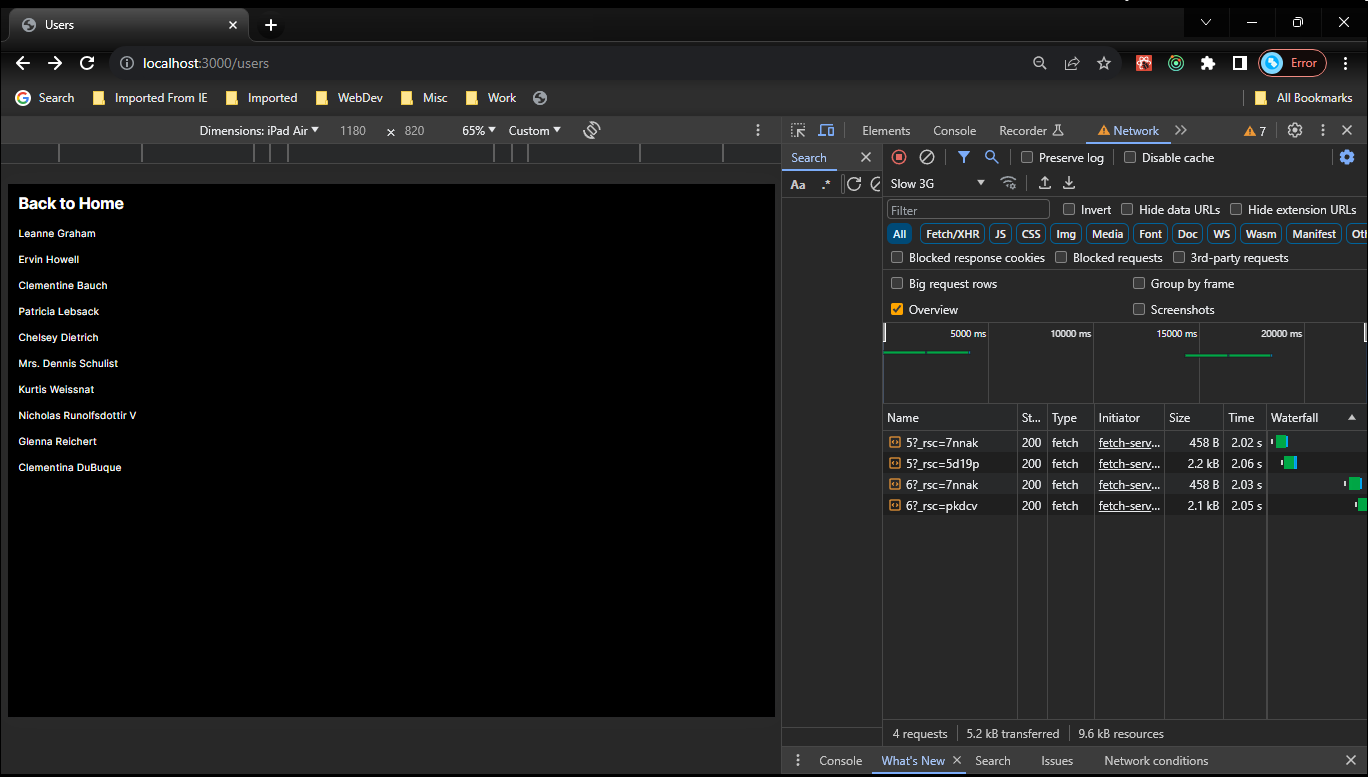 Users
localhost:3000/users
Error
Search Imported From IE Imported WebDev Misc Work All Bookmarks
Dimensions: iPad Air 1180 × 820 65% Custom
Elements Console Recorder Network 7
Search
Preserve log Disable cache
Aa .*
Slow 3G
Filter Invert Hide data URLs Hide extension URLs
All Fetch/XHR JS CSS Img Media Font Doc WS Wasm Manifest Oth
Blocked response cookies Blocked requests 3rd-party requests
Big request rows Group by frame
Overview Screenshots
5000 ms 10000 ms 15000 ms 20000 ms
Name St... Type Initiator Size Time Waterfall
5?_rsc=7nnak 200 fetch fetch-serv... 458 B 2.02 s
5?_rsc=5d19p 200 fetch fetch-serv... 2.2 kB 2.06 s
6?_rsc=7nnak 200 fetch fetch-serv... 458 B 2.03 s
6?_rsc=pkdcv 200 fetch fetch-serv... 2.1 kB 2.05 s
4 requests 5.2 kB transferred 9.6 kB resources
Console What's New Search Issues Network conditions
Back to Home
Leanne Graham
Ervin Howell
Clementine Bauch
Patricia Lebsack
Chelsey Dietrich
Mrs. Dennis Schulist
Kurtis Weissnat
Nicholas Runolfsdottir V
Glenna Reichert
Clementina DuBuque